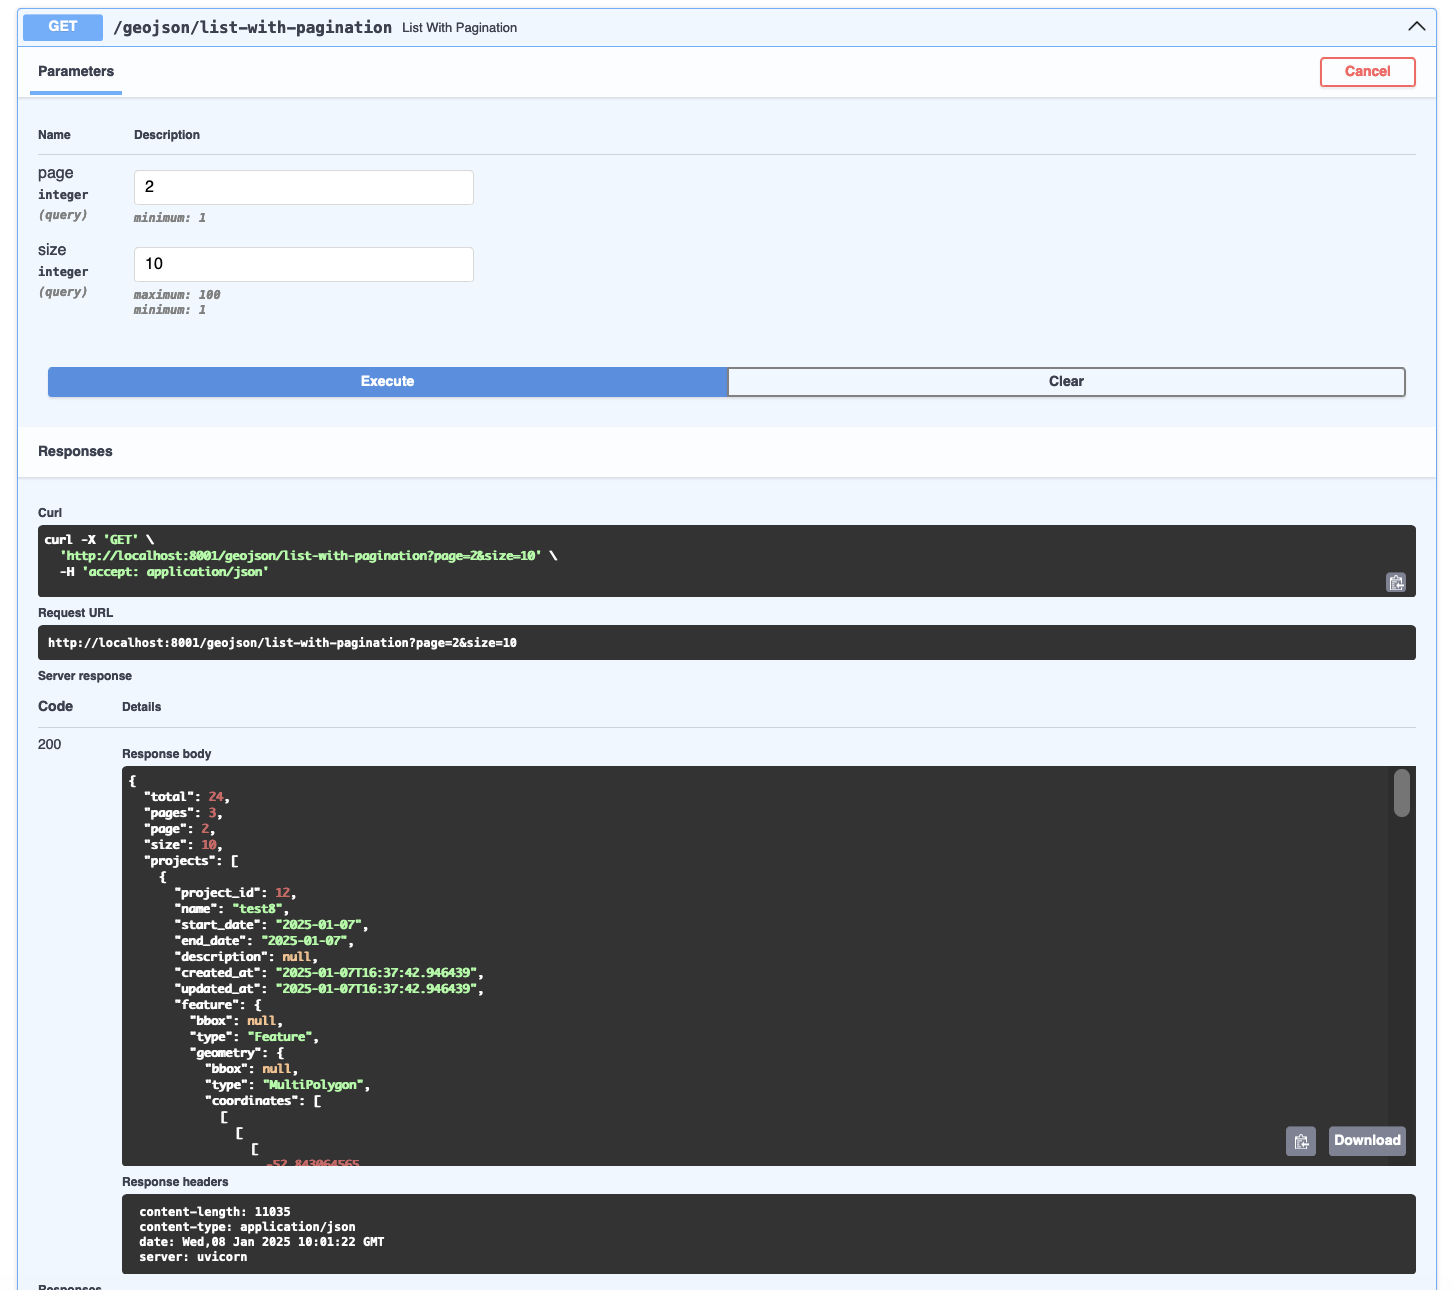 GET /geojson/list-with-pagination List With Pagination
Parameters
Cancel
Name Description
page
integer
(query)
2
minimum: 1
size
integer
(query)
10
maximum: 100
minimum: 1
Execute
Clear
Responses
Curl
curl -X 'GET' \
  'http://localhost:8001/geojson/list-with-pagination?page=2&size=10' \
  -H 'accept: application/json'
Request URL
http://localhost:8001/geojson/list-with-pagination?page=2&size=10
Server response
Code Details
200
Response body
{
  "total": 24,
  "pages": 3,
  "page": 2,
  "size": 10,
  "projects": [
    {
      "project_id": 12,
      "name": "test8",
      "start_date": "2025-01-07",
      "end_date": "2025-01-07",
      "description": null,
      "created_at": "2025-01-07T16:37:42.946439",
      "updated_at": "2025-01-07T16:37:42.946439",
      "feature": {
        "bbox": null,
        "type": "Feature",
        "geometry": {
          "bbox": null,
          "type": "MultiPolygon",
          "coordinates": [
            [
              [
                [
                  -52.843064565
Download
Response headers
content-length: 11035
content-type: application/json
date: Wed,08 Jan 2025 10:01:22 GMT
server: uvicorn
Responses